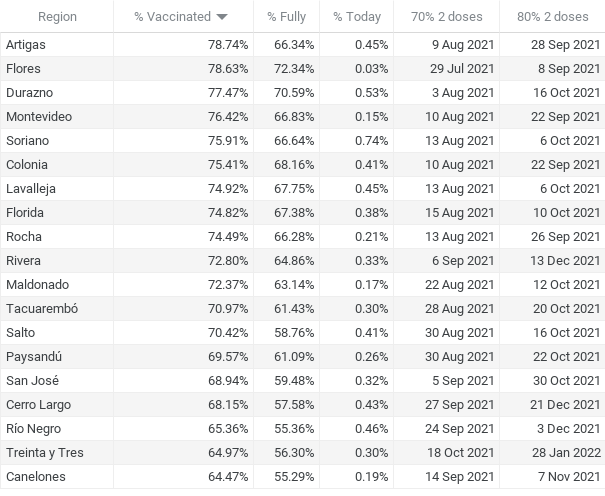 Region % Vaccinated % Fully % Today 70% 2 doses 80% 2 doses
Artigas 78.74% 66.34% 0.45% 9 Aug 2021 28 Sep 2021
Flores 78.63% 72.34% 0.03% 29 Jul 2021 8 Sep 2021
Durazno 77.47% 70.59% 0.53% 3 Aug 2021 16 Oct 2021
Montevideo 76.42% 66.83% 0.15% 10 Aug 2021 22 Sep 2021
Soriano 75.91% 66.64% 0.74% 13 Aug 2021 6 Oct 2021
Colonia 75.41% 68.16% 0.41% 10 Aug 2021 22 Sep 2021
Lavalleja 74.92% 67.75% 0.45% 13 Aug 2021 6 Oct 2021
Florida 74.82% 67.38% 0.38% 15 Aug 2021 10 Oct 2021
Rocha 74.49% 66.28% 0.21% 13 Aug 2021 26 Sep 2021
Rivera 72.80% 64.86% 0.33% 6 Sep 2021 13 Dec 2021
Maldonado 72.37% 63.14% 0.17% 22 Aug 2021 12 Oct 2021
Tacuarembó 70.97% 61.43% 0.30% 28 Aug 2021 20 Oct 2021
Salto 70.42% 58.76% 0.41% 30 Aug 2021 16 Oct 2021
Paysandú 69.57% 61.09% 0.26% 30 Aug 2021 22 Oct 2021
San José 68.94% 59.48% 0.32% 5 Sep 2021 30 Oct 2021
Cerro Largo 68.15% 57.58% 0.43% 27 Sep 2021 21 Dec 2021
Río Negro 65.36% 55.36% 0.46% 24 Sep 2021 3 Dec 2021
Treinta y Tres 64.97% 56.30% 0.30% 18 Oct 2021 28 Jan 2022
Canelones 64.47% 55.29% 0.19% 14 Sep 2021 7 Nov 2021